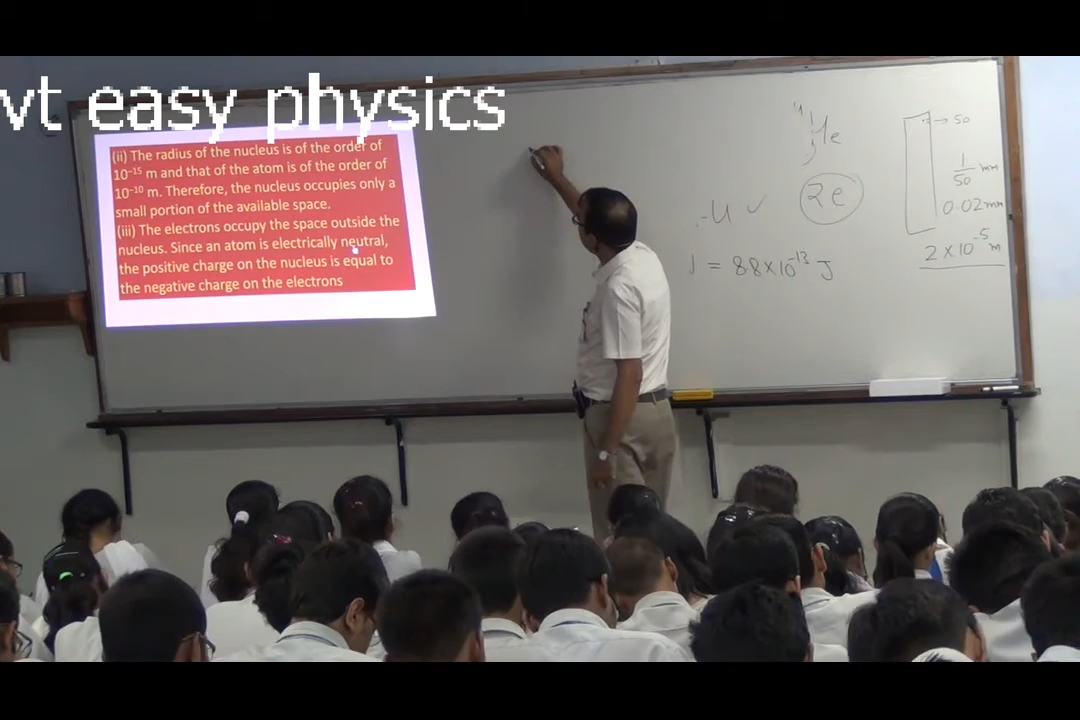 vt easy physics
(ii) The radius of the nucleus is of the order of
10⁻¹⁵ m and that of the atom is of the order of
10⁻¹⁰ m. Therefore, the nucleus occupies only a
small portion of the available space.
(iii) The electrons occupy the space outside the
nucleus. Since an atom is electrically neutral,
the positive charge on the nucleus is equal to
the negative charge on the electrons
4
He
2e
-u ✓
= 88×10⁻¹³ J
→ 50
1/50 mm
0.02mm
2×10⁻⁵ m